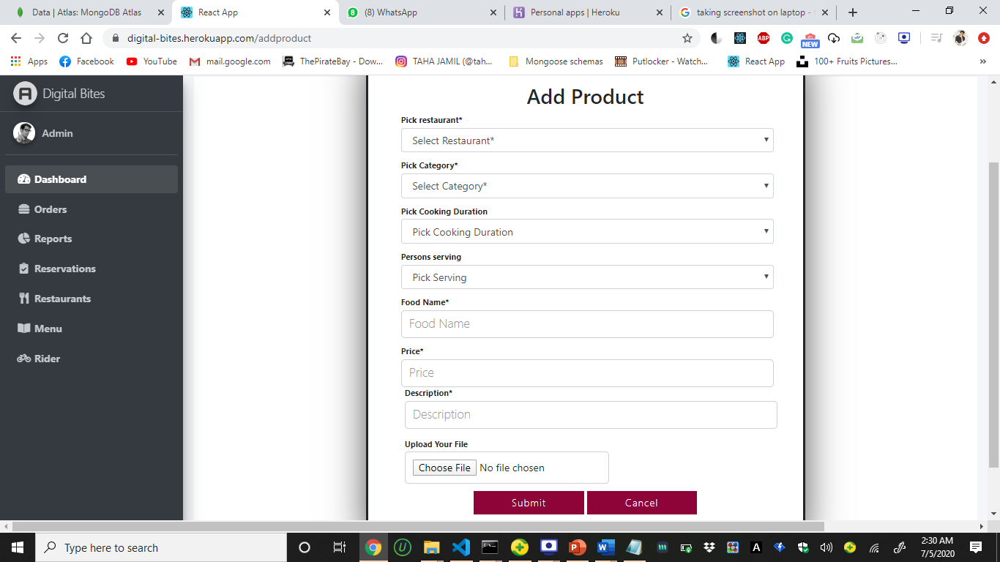 Data | Atlas: MongoDB Atlas
React App
(8) WhatsApp
Personal apps | Heroku
taking screenshot on laptop -
digital-bites.herokuapp.com/addproduct
ABP
NEW
Apps
Facebook
YouTube
mail.google.com
ThePirateBay - Dow...
TAHA JAMIL (@tah...
Mongoose schemas
Putlocker - Watch...
React App
100+ Fruits Pictures...
»
Digital Bites
Admin
Dashboard
Orders
Reports
Reservations
Restaurants
Menu
Rider
Add Product
Pick restaurant*
Select Restaurant*
Pick Category*
Select Category*
Pick Cooking Duration
Pick Cooking Duration
Persons serving
Pick Serving
Food Name*
Food Name
Price*
Price
Description*
Description
Upload Your File
Choose File No file chosen
Submit
Cancel
Type here to search
2:30 AM
7/5/2020